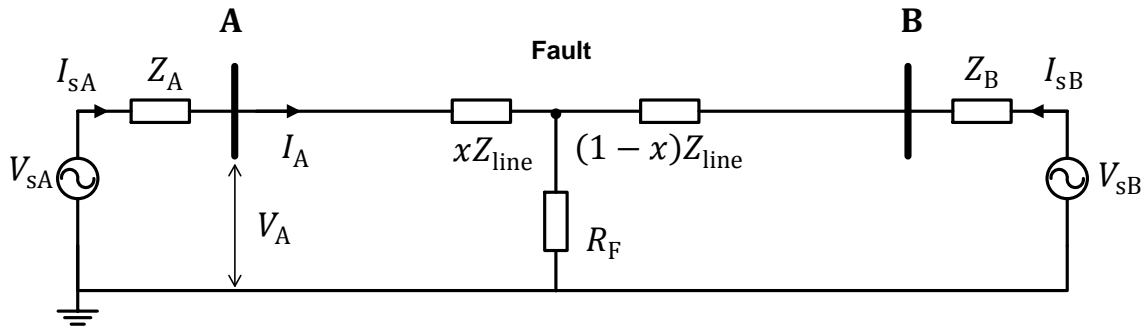 A
B
Fault
I_sA
Z_A
Z_B
I_sB
I_A
xZ_line
(1 − x)Z_line
V_sA
V_sB
V_A
R_F